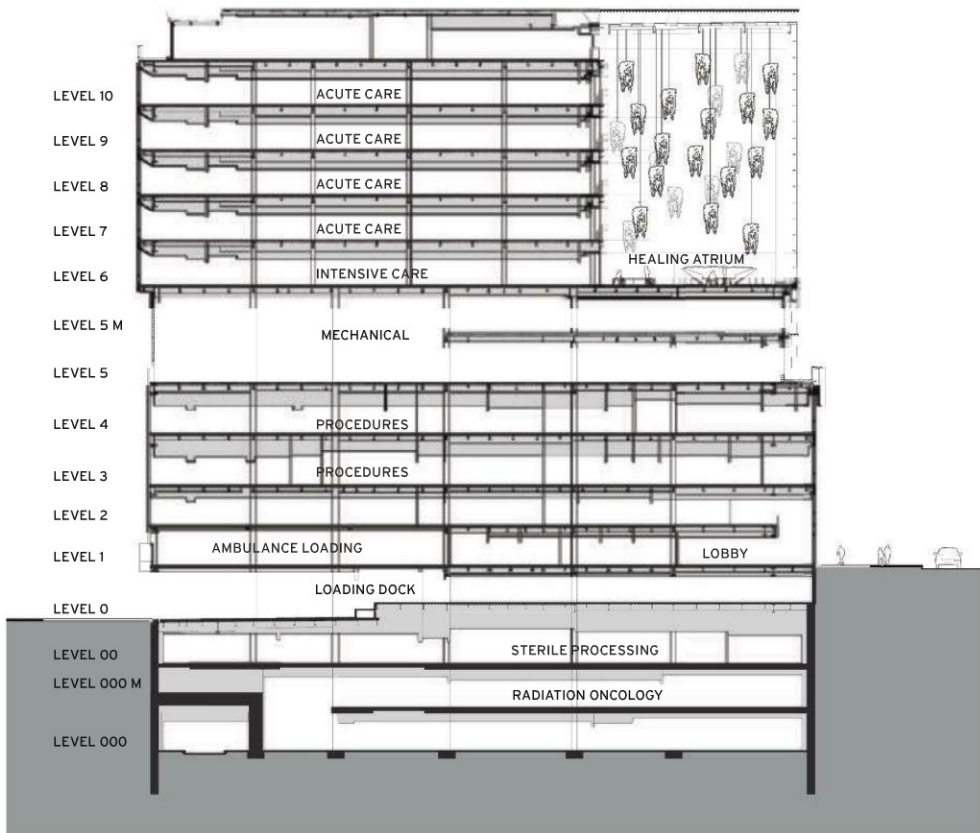 LEVEL 10
ACUTE CARE
LEVEL 9
ACUTE CARE
LEVEL 8
ACUTE CARE
LEVEL 7
ACUTE CARE
HEALING ATRIUM
LEVEL 6
INTENSIVE CARE
LEVEL 5 M
MECHANICAL
LEVEL 5
LEVEL 4
PROCEDURES
LEVEL 3
PROCEDURES
LEVEL 2
AMBULANCE LOADING
LEVEL 1
LOBBY
LOADING DOCK
LEVEL 0
LEVEL 00
STERILE PROCESSING
LEVEL 000 M
RADIATION ONCOLOGY
LEVEL 000